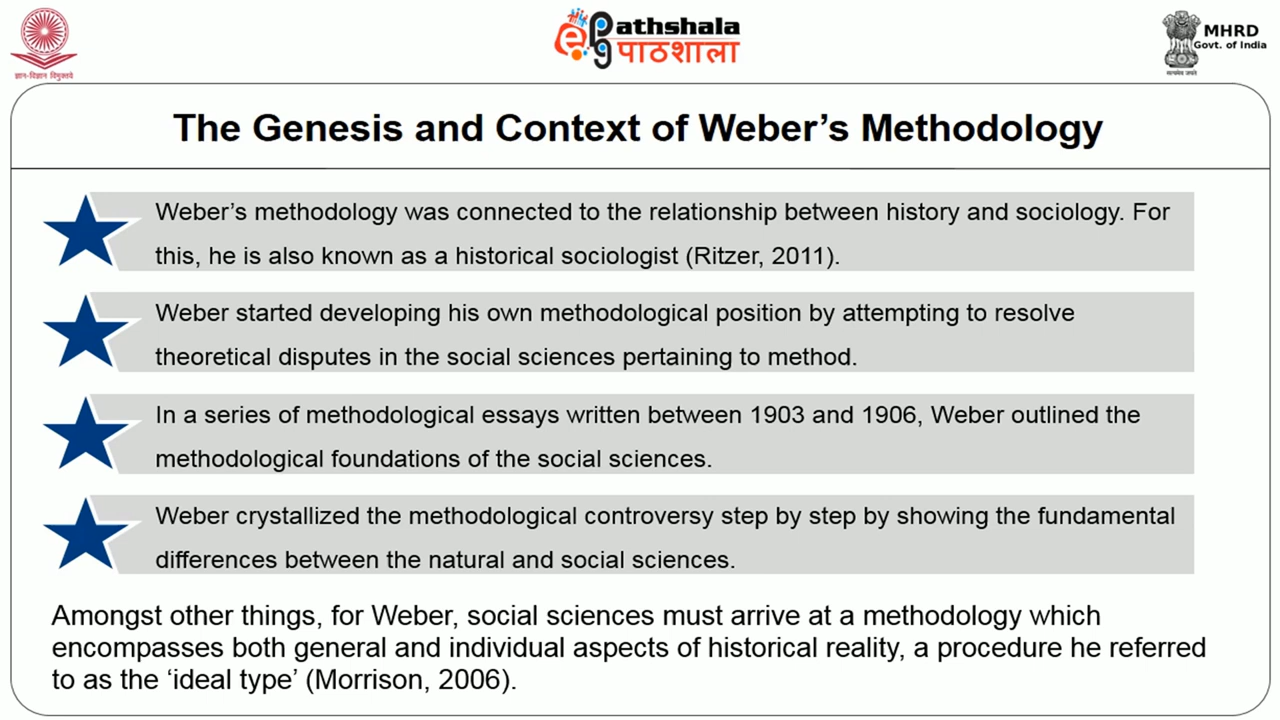 ज्ञान-विज्ञान विमुक्तये
ePathshala
पाठशाला
MHRD
Govt. of India
सत्यमेव जयते
The Genesis and Context of Weber’s Methodology
Weber’s methodology was connected to the relationship between history and sociology. For
this, he is also known as a historical sociologist (Ritzer, 2011).
Weber started developing his own methodological position by attempting to resolve
theoretical disputes in the social sciences pertaining to method.
In a series of methodological essays written between 1903 and 1906, Weber outlined the
methodological foundations of the social sciences.
Weber crystallized the methodological controversy step by step by showing the fundamental
differences between the natural and social sciences.
Amongst other things, for Weber, social sciences must arrive at a methodology which
encompasses both general and individual aspects of historical reality, a procedure he referred
to as the ‘ideal type’ (Morrison, 2006).